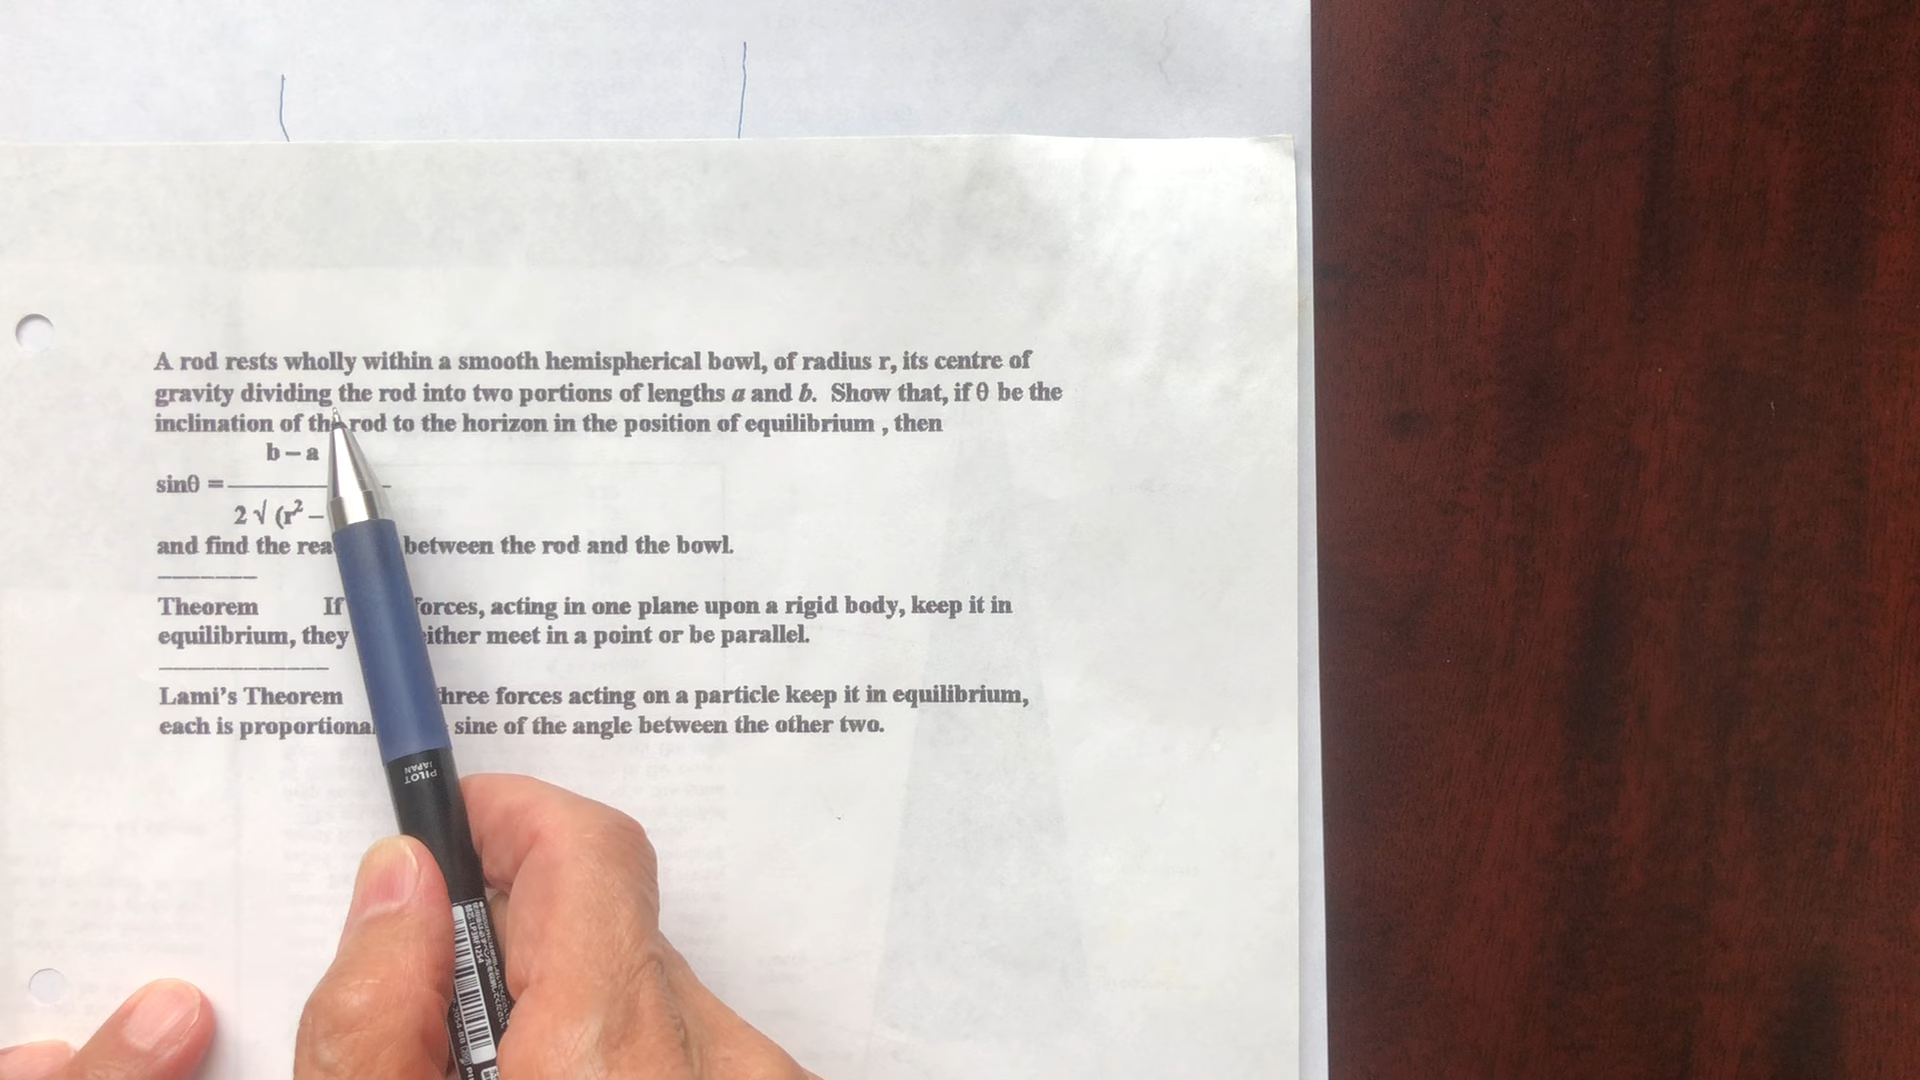 A rod rests wholly within a smooth hemispherical bowl, of radius r, its centre of
gravity dividing the rod into two portions of lengths a and b. Show that, if θ be the
inclination of the rod to the horizon in the position of equilibrium , then
b – a
sinθ =
2 √ (r² –
and find the rea between the rod and the bowl.
Theorem If forces, acting in one plane upon a rigid body, keep it in
equilibrium, they either meet in a point or be parallel.
Lami's Theorem three forces acting on a particle keep it in equilibrium,
each is proportional sine of the angle between the other two.
PILOT
JAPAN